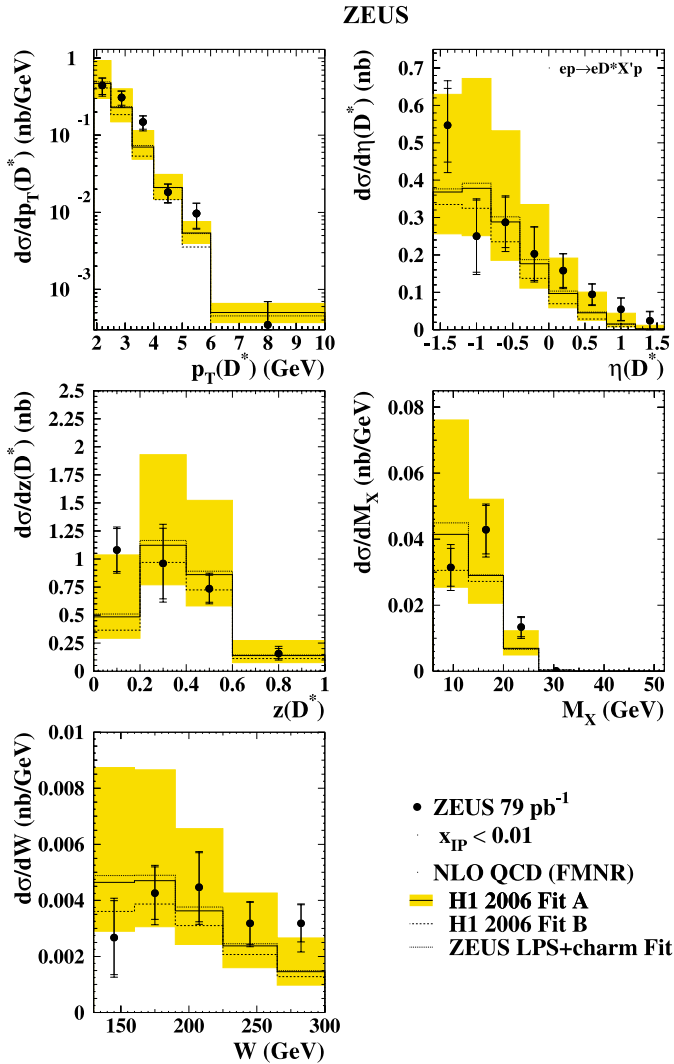 ZEUS
dσ/dp_T(D^*) (nb/GeV)
1
10^-1
10^-2
10^-3
2 3 4 5 6 7 8 9 10
p_T(D^*) (GeV)
dσ/dη(D^*) (nb)
ep→eD*X'p
0.7
0.6
0.5
0.4
0.3
0.2
0.1
0
-1.5 -1 -0.5 0 0.5 1 1.5
η(D^*)
dσ/dz(D^*) (nb)
2.5
2.25
2
1.75
1.5
1.25
1
0.75
0.5
0.25
0
0 0.2 0.4 0.6 0.8 1
z(D^*)
dσ/dM_X (nb/GeV)
0.08
0.06
0.04
0.02
0
10 20 30 40 50
M_X (GeV)
dσ/dW (nb/GeV)
0.01
0.008
0.006
0.004
0.002
0
150 200 250 300
W (GeV)
ZEUS 79 pb^-1
x_IP < 0.01
NLO QCD (FMNR)
H1 2006 Fit A
H1 2006 Fit B
ZEUS LPS+charm Fit